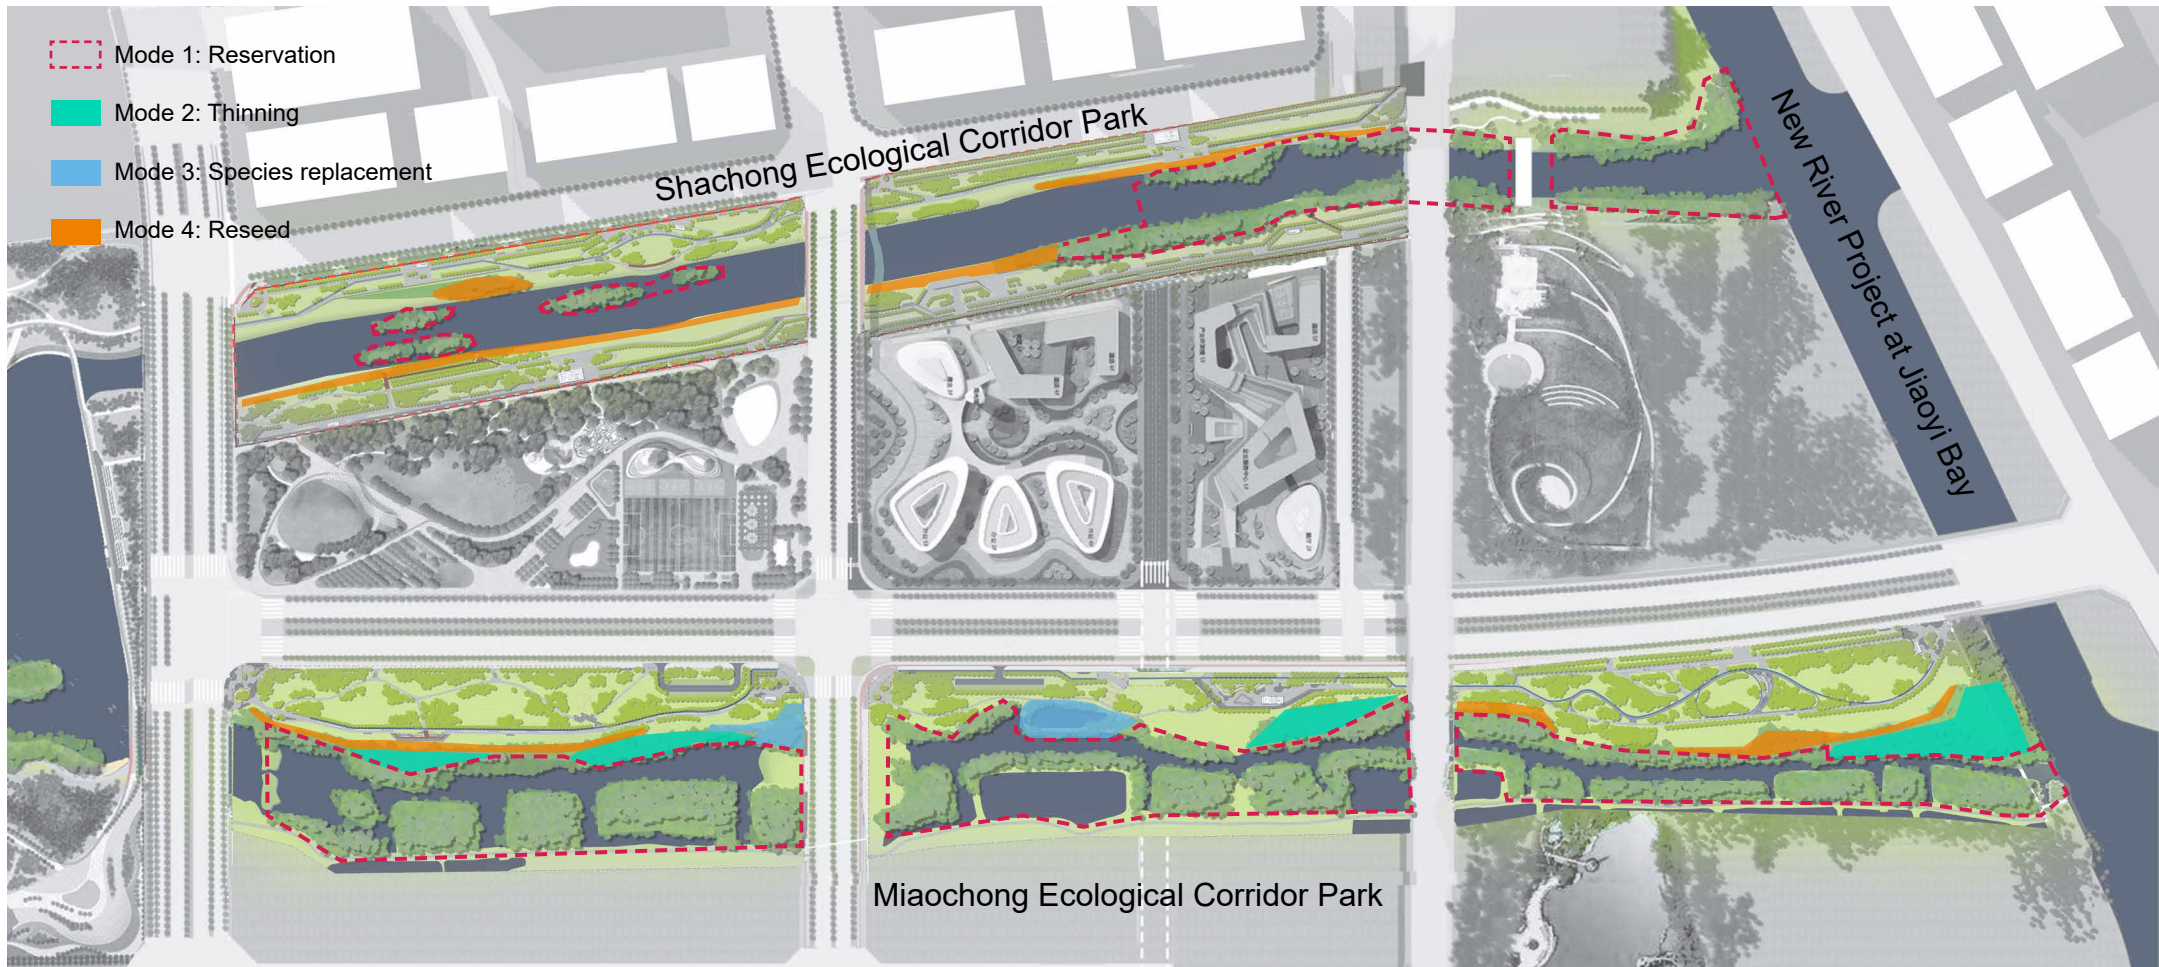 Mode 1: Reservation
Mode 2: Thinning
Mode 3: Species replacement
Mode 4: Reseed
Shachong Ecological Corridor Park
New River Project at Jiaoyi Bay
Miaochong Ecological Corridor Park